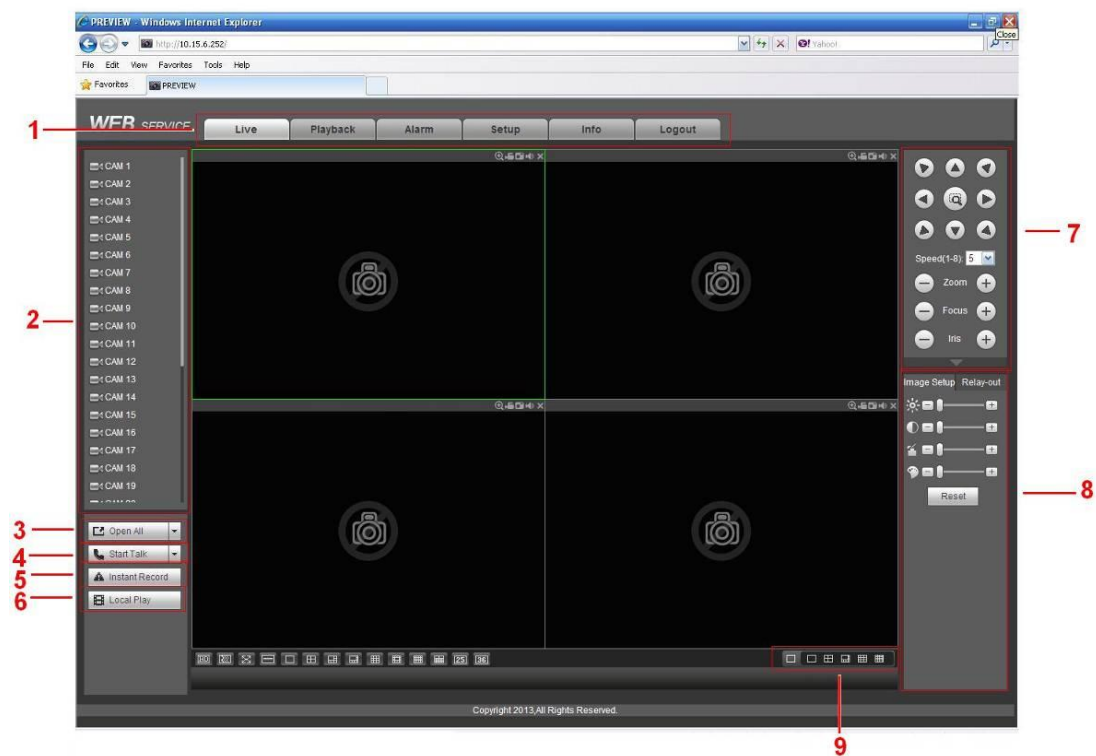 PREVIEW - Windows Internet Explorer
Close
http://10.15.6.252/
Yahoo!
File Edit View Favorites Tools Help
Favorites PREVIEW
WEB SERVICE
Live Playback Alarm Setup Info Logout
1
CAM 1
CAM 2
CAM 3
CAM 4
CAM 5
CAM 6
CAM 7
CAM 8
CAM 9
CAM 10
CAM 11
CAM 12
CAM 13
CAM 14
CAM 15
CAM 16
CAM 17
CAM 18
CAM 19
2
Open All
3
Start Talk
4
Instant Record
5
Local Play
6
Speed(1-8): 5
Zoom
Focus
Iris
7
Image Setup Relay-out
Reset
8
25 36
9
Copyright 2013,All Rights Reserved.